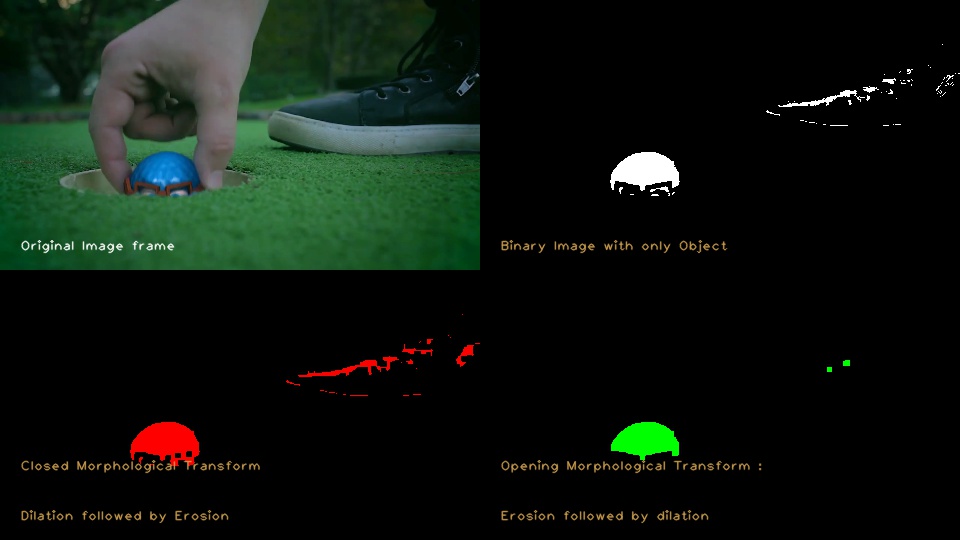 Original Image frame
Binary Image with only Object
Closed Morphological Transform
Dilation followed by Erosion
Opening Morphological Transform :
Erosion followed by dilation